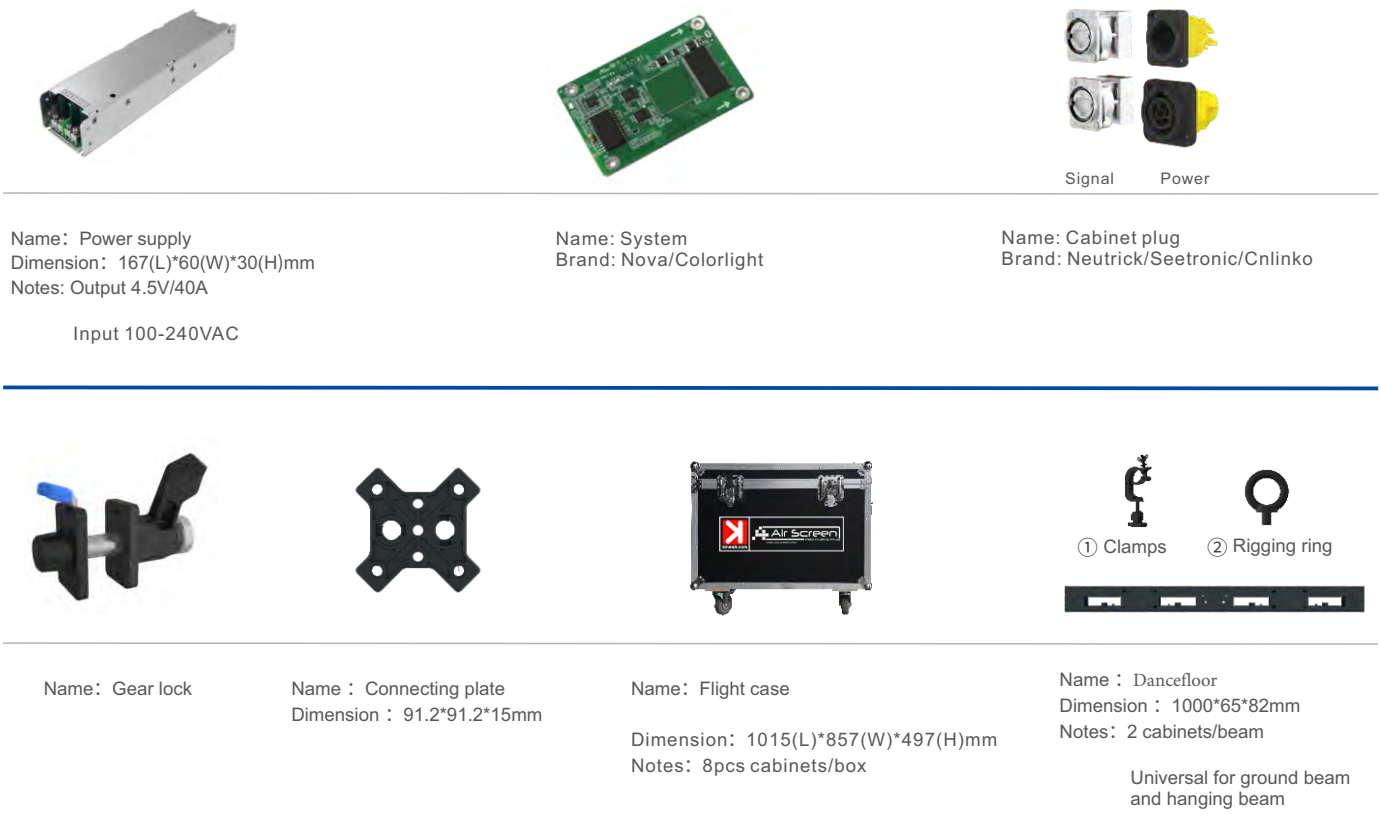 Signal Power
Name：Power supply
Dimension：167(L)*60(W)*30(H)mm
Notes: Output 4.5V/40A
Input 100-240VAC
Name: System
Brand: Nova/Colorlight
Name: Cabinet plug
Brand: Neutrick/Seetronic/Cnlinko
Air Screen
① Clamps ② Rigging ring
Name：Gear lock
Name：Connecting plate
Dimension：91.2*91.2*15mm
Name：Flight case
Dimension：1015(L)*857(W)*497(H)mm
Notes：8pcs cabinets/box
Name：Dancefloor
Dimension：1000*65*82mm
Notes：2 cabinets/beam
Universal for ground beam
and hanging beam